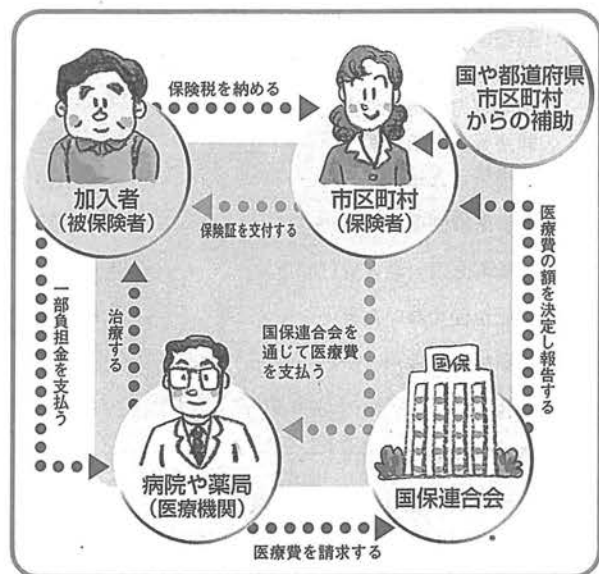 保険税を納める
国や都道府県
市区町村
からの補助
加入者
(被保険者)
市区町村
(保険者)
保険証を交付する
一部負担金を支払う
治療する
国保連合会を
通じて医療費
を支払う
医療費の額を決定し報告する
国保
病院や薬局
(医療機関)
国保連合会
医療費を請求する